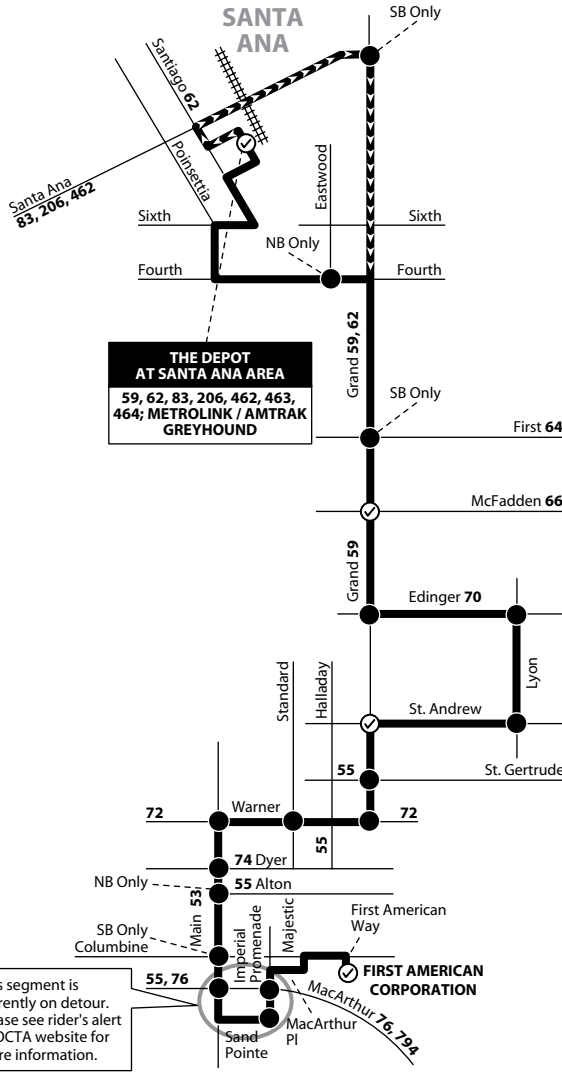 SANTA
ANA
SB Only
Santiago 62
Poinsettia
Santa Ana
83, 206, 462
Eastwood
Sixth
Sixth
NB Only
Fourth
Fourth
THE DEPOT
AT SANTA ANA AREA
59, 62, 83, 206, 462, 463,
464; METROLINK / AMTRAK
GREYHOUND
Grand 59, 62
SB Only
First 64
McFadden 66
Grand 59
Edinger 70
Lyon
Standard
Halladay
St. Andrew
55
St. Gertrude
72
Warner
72
55
74 Dyer
NB Only
55 Alton
Main 53
Imperial
Promenade
Majestic
First American
Way
SB Only
Columbine
FIRST AMERICAN
CORPORATION
55, 76
MacArthur 76, 794
MacArthur
Pl
Sand
Pointe
segment is
on detour.
see rider's alert
OCTA website for
information.